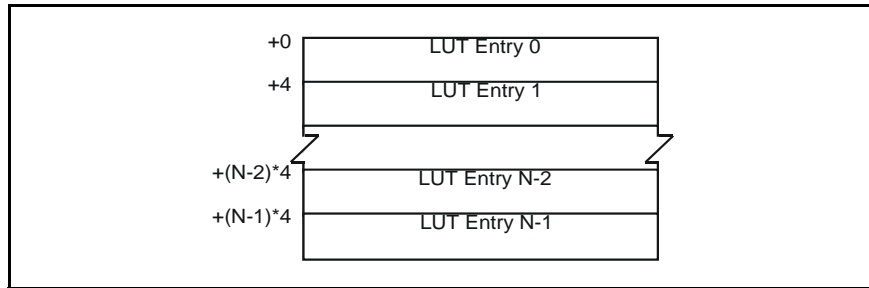 +0 LUT Entry 0
+4 LUT Entry 1
+(N-2)*4 LUT Entry N-2
+(N-1)*4 LUT Entry N-1